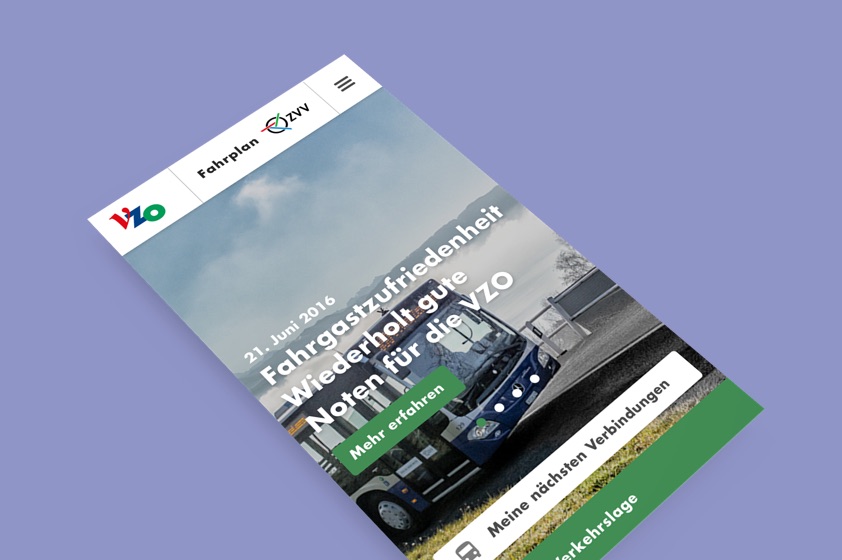 VZO
Fahrplan ZVV
21. Juni 2016
Fahrgastzufriedenheit
Wiederholt gute
Noten für die VZO
Mehr erfahren
Meine nächsten Verbindungen
Verkehrslage